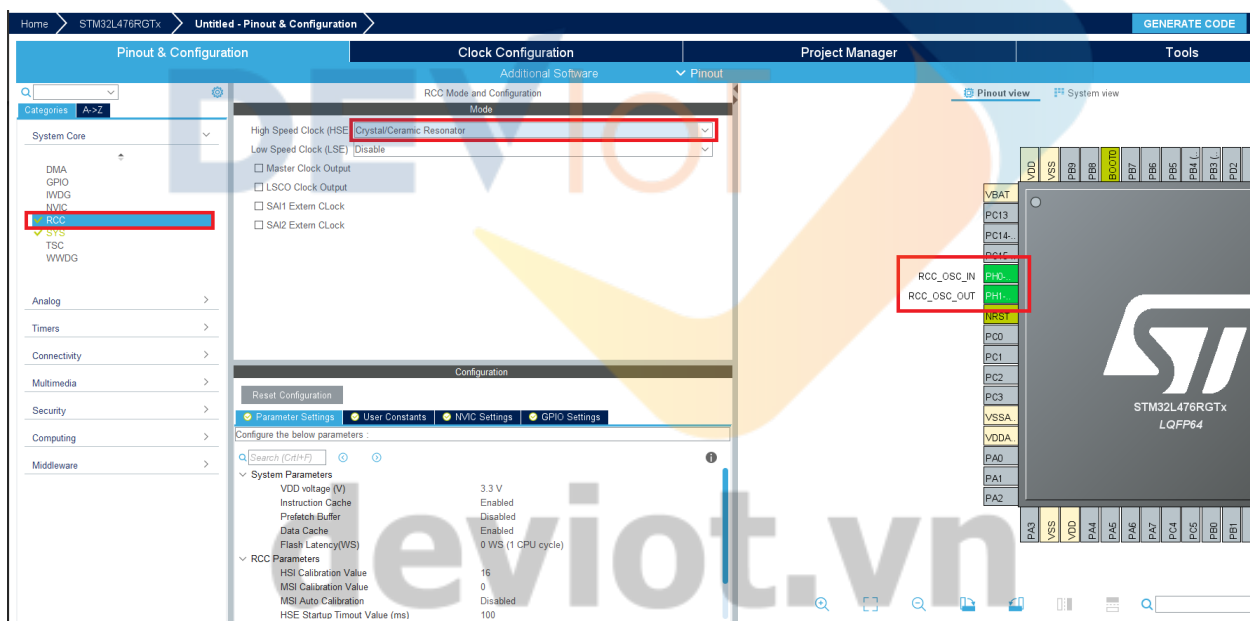 Home STM32L476RGTx Untitled - Pinout & Configuration GENERATE CODE
Pinout & Configuration Clock Configuration Project Manager Tools
Additional Software Pinout
RCC Mode and Configuration
Mode
Pinout view System view
Categories A->Z
System Core
DMA
GPIO
IWDG
NVIC
RCC
SYS
TSC
WWDG
Analog
Timers
Connectivity
Multimedia
Security
Computing
Middleware
High Speed Clock (HSE Crystal/Ceramic Resonator
Low Speed Clock (LSE) Disable
Master Clock Output
LSCO Clock Output
SAI1 Extern CLock
SAI2 Extern CLock
Configuration
Reset Configuration
Parameter Settings User Constants NVIC Settings GPIO Settings
Configure the below parameters :
Search (Crtl+F)
System Parameters
VDD voltage (V) 3.3 V
Instruction Cache Enabled
Prefetch Buffer Disabled
Data Cache Enabled
Flash Latency(WS) 0 WS (1 CPU cycle)
RCC Parameters
HSI Calibration Value 16
MSI Calibration Value 0
MSI Auto Calibration Disabled
HSE Startup Timout Value (ms) 100
VDD VSS PB9 PB8 BOOT0 PB7 PB6 PB5 PB4 (.. PB3 (.. PD2
VBAT
PC13
PC14-..
PC15..
RCC_OSC_IN PH0-..
RCC_OSC_OUT PH1-..
NRST
PC0
PC1
PC2
PC3
VSSA..
VDDA..
PA0
PA1
PA2
ST
STM32L476RGTx
LQFP64
PA3 VSS VDD PA4 PA5 PA6 PA7 PC4 PC5 PB0 PB1
DEVIOT
deviot.vn